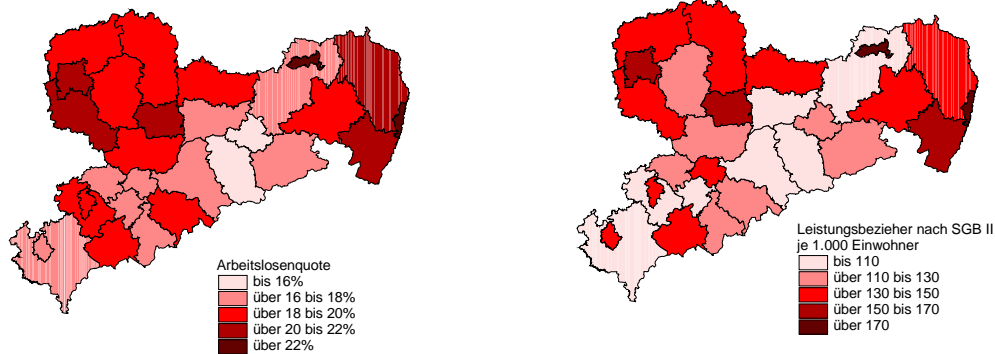 Arbeitslosenquote
bis 16%
über 16 bis 18%
über 18 bis 20%
über 20 bis 22%
über 22%
Leistungsbezieher nach SGB II
je 1.000 Einwohner
bis 110
über 110 bis 130
über 130 bis 150
über 150 bis 170
über 170